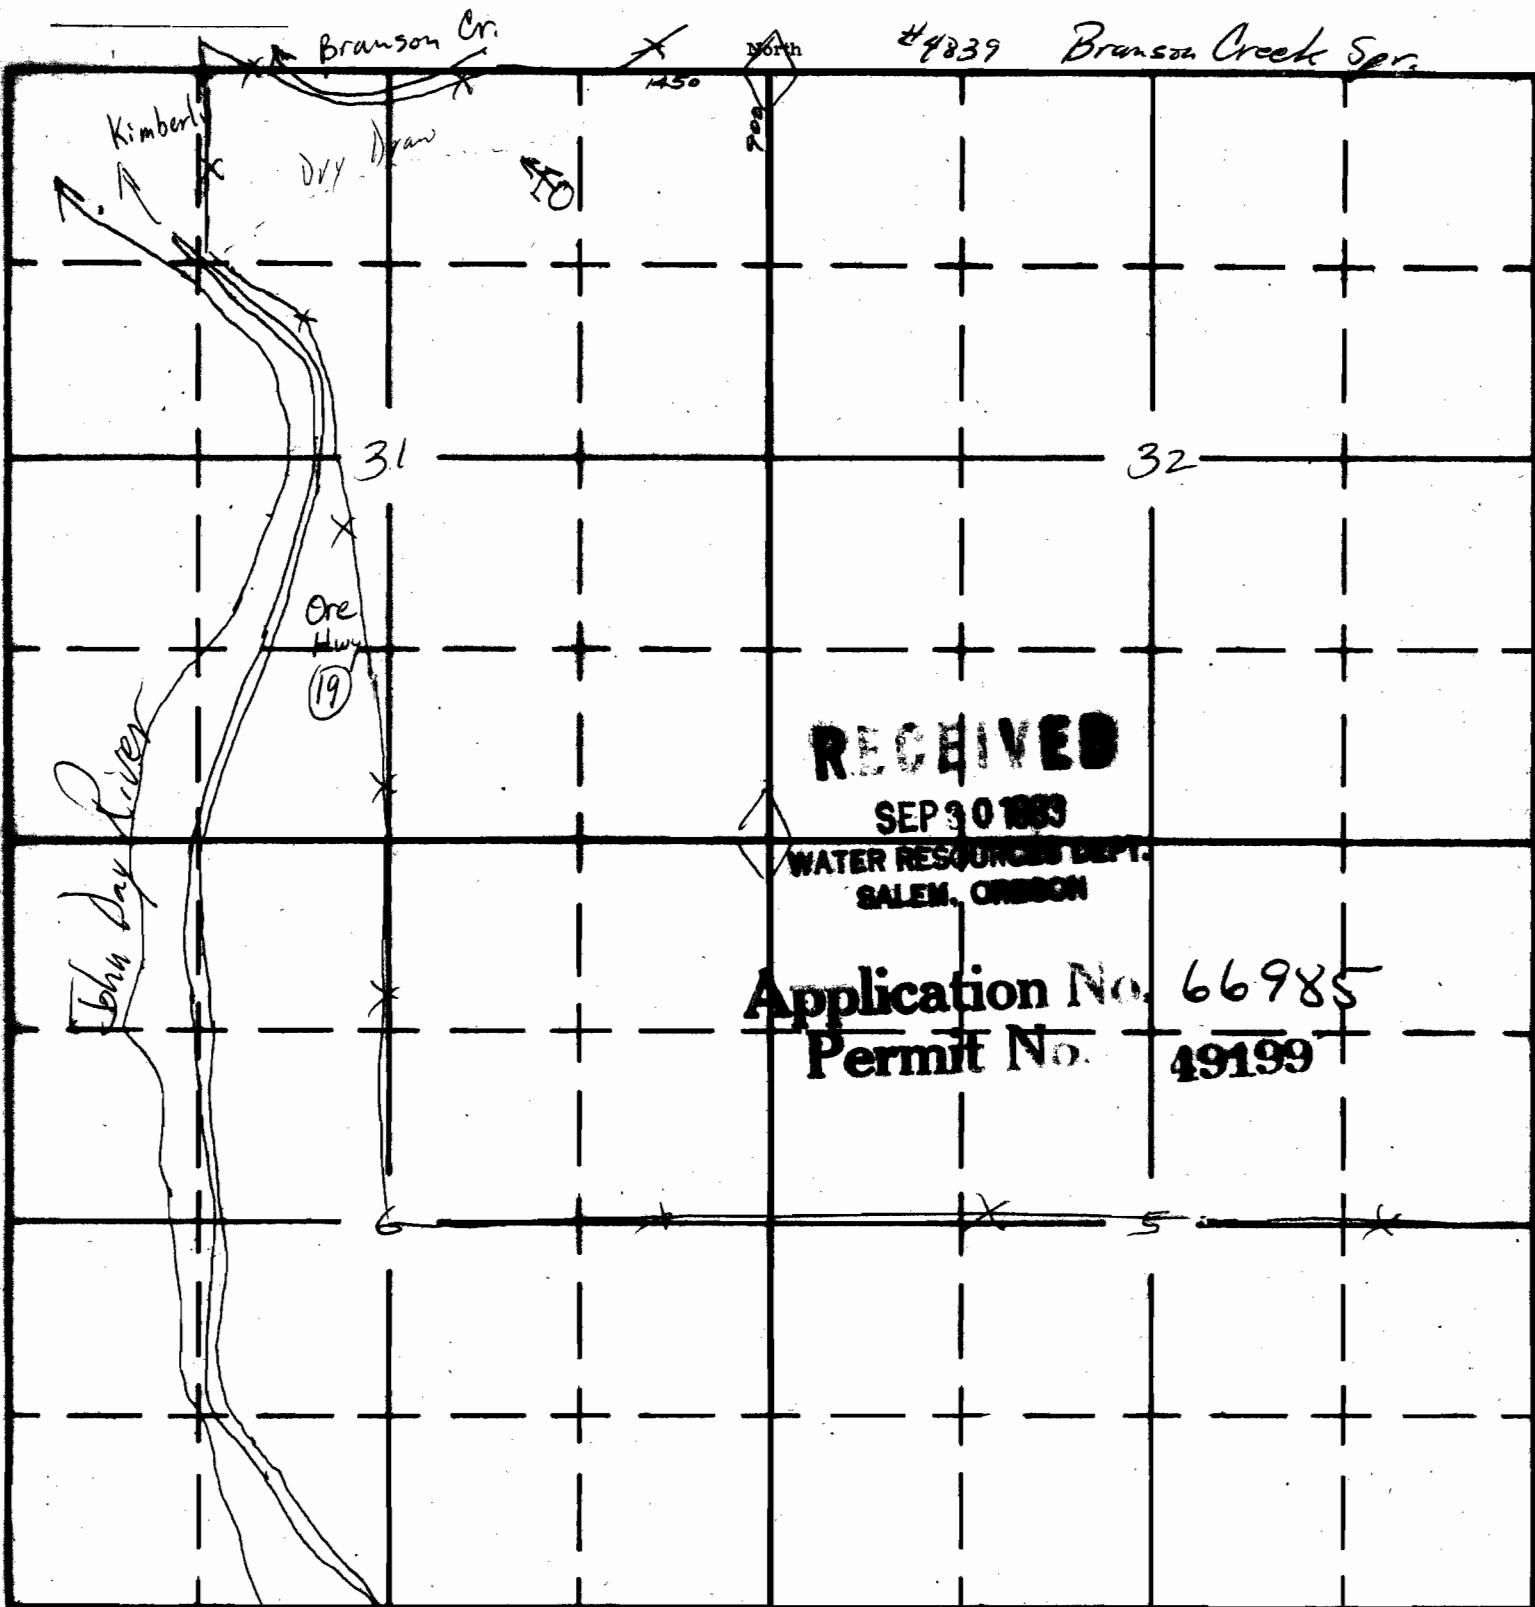 Branson Cr.
North
#4839 Branson Creek Spr.
1450
900
Kimberly
Dry Draw
31
32
Ore
Hwy
19
John Day River
RECEIVED
SEP 30 1983
WATER RESOURCES DEPT.
SALEM, OREGON
Application No. 66985
Permit No. 49199
6
5